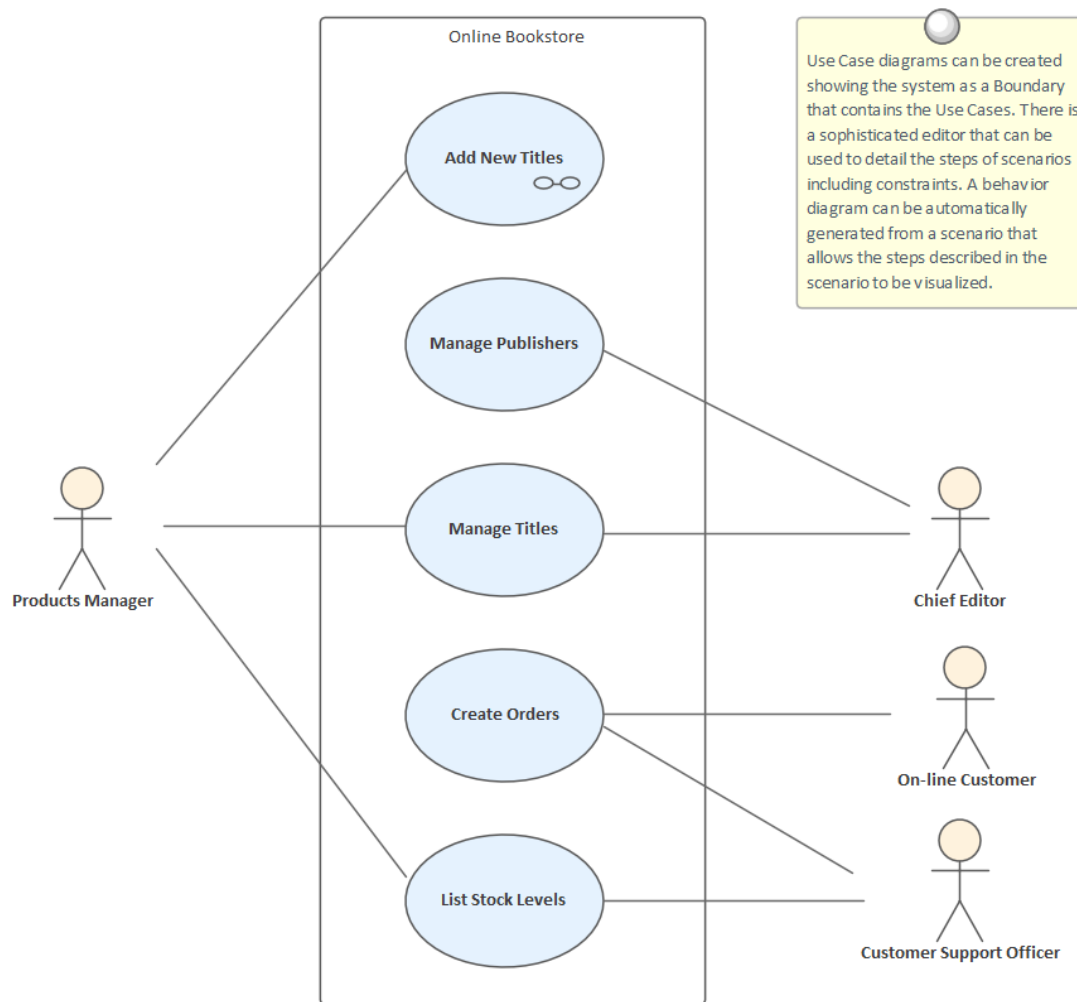 Online Bookstore
Use Case diagrams can be created
showing the system as a Boundary
that contains the Use Cases. There is
a sophisticated editor that can be
used to detail the steps of scenarios
including constraints. A behavior
diagram can be automatically
generated from a scenario that
allows the steps described in the
scenario to be visualized.
Add New Titles
Manage Publishers
Manage Titles
Products Manager
Chief Editor
Create Orders
On-line Customer
List Stock Levels
Customer Support Officer